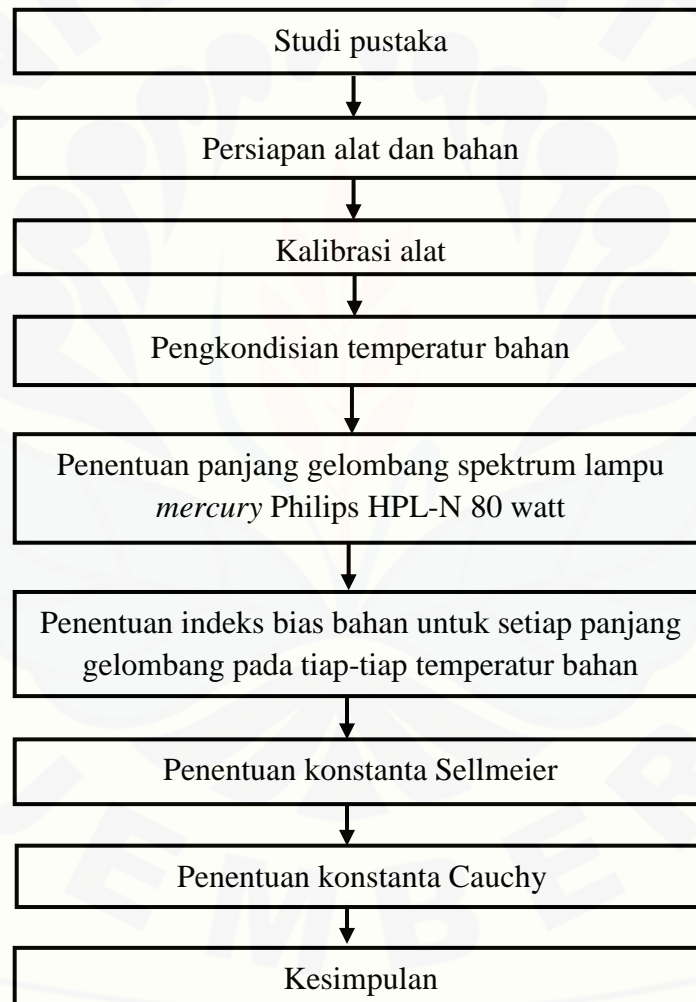 Studi pustaka
Persiapan alat dan bahan
Kalibrasi alat
Pengkondisian temperatur bahan
Penentuan panjang gelombang spektrum lampu
mercury Philips HPL-N 80 watt
Penentuan indeks bias bahan untuk setiap panjang
gelombang pada tiap-tiap temperatur bahan
Penentuan konstanta Sellmeier
Penentuan konstanta Cauchy
Kesimpulan